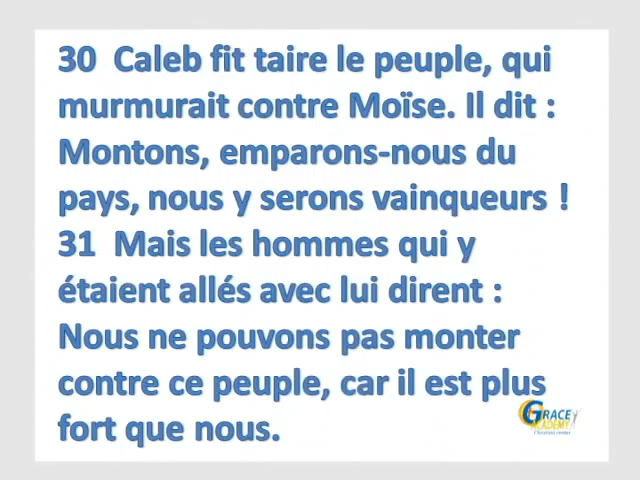 30 Caleb fit taire le peuple, qui
murmurait contre Moïse. Il dit :
Montons, emparons-nous du
pays, nous y serons vainqueurs !
31 Mais les hommes qui y
étaient allés avec lui dirent :
Nous ne pouvons pas monter
contre ce peuple, car il est plus
fort que nous.
GRACE
ACADEMY